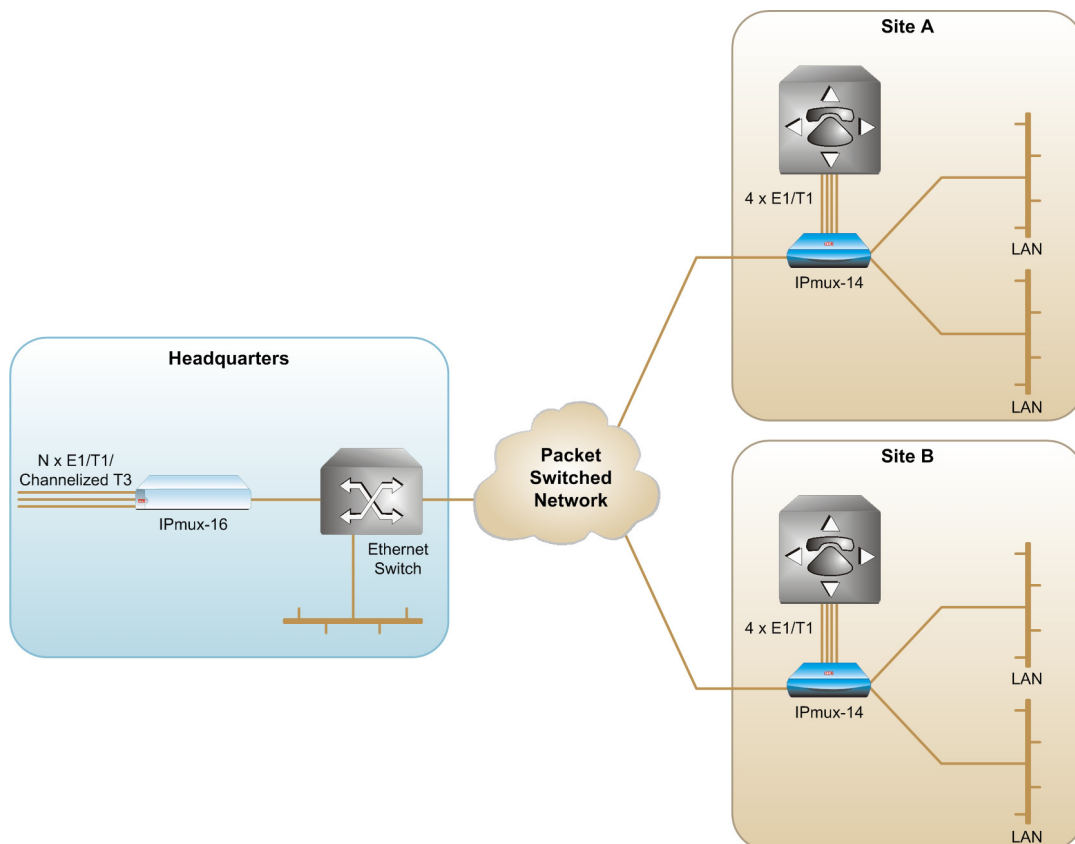 Headquarters
N x E1/T1/
Channelized T3
IPmux-16
Ethernet
Switch
Packet
Switched
Network
Site A
4 x E1/T1
IPmux-14
LAN
LAN
Site B
4 x E1/T1
IPmux-14
LAN
LAN